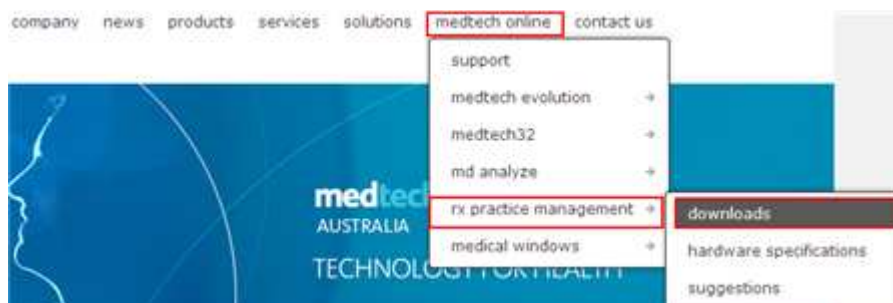 company news products services solutions medtech online contact us
support
medtech evolution
medtech32
md analyze
rx practice management
downloads
medical windows
hardware specifications
suggestions
medtec
AUSTRALIA
TECHNOLOGY FOR HEALTH